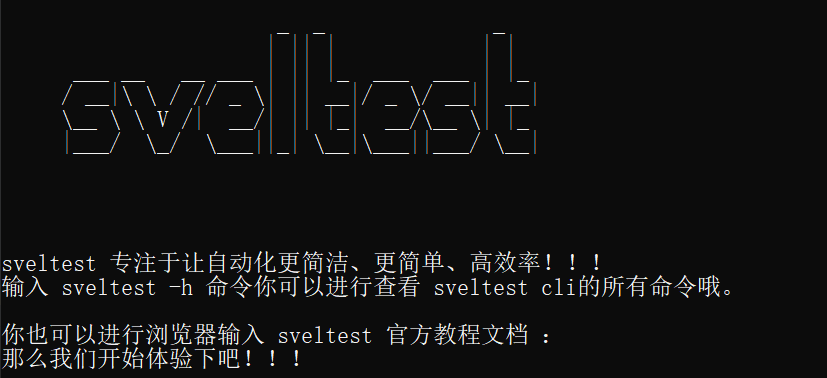 sveltest
sveltest 专注于让自动化更简洁、更简单、高效率！！！
输入 sveltest -h 命令你可以进行查看 sveltest cli的所有命令哦。
你也可以进行浏览器输入 sveltest 官方教程文档 ：
那么我们开始体验下吧！！！